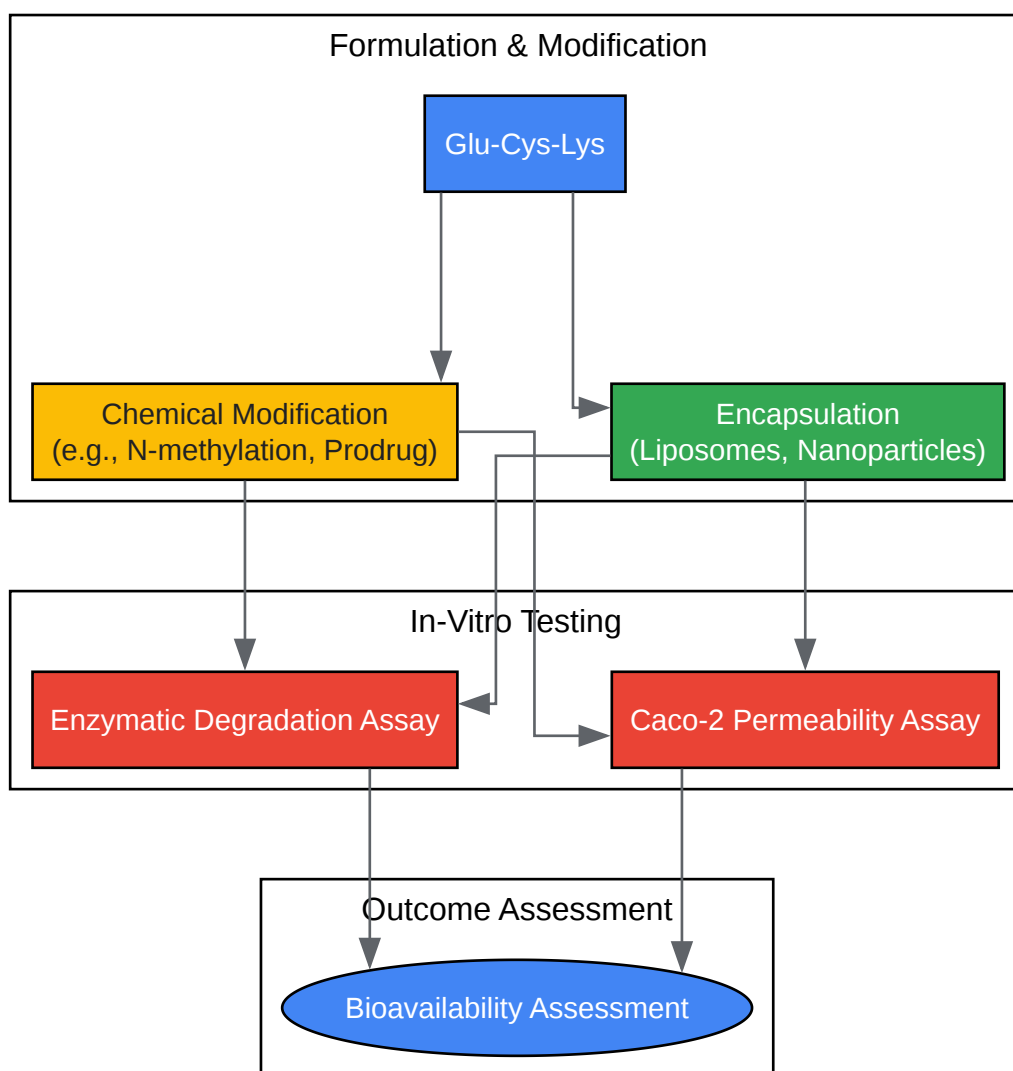 Formulation & Modification
Glu-Cys-Lys
Chemical Modification
(e.g., N-methylation, Prodrug)
Encapsulation
(Liposomes, Nanoparticles)
In-Vitro Testing
Enzymatic Degradation Assay
Caco-2 Permeability Assay
Outcome Assessment
Bioavailability Assessment